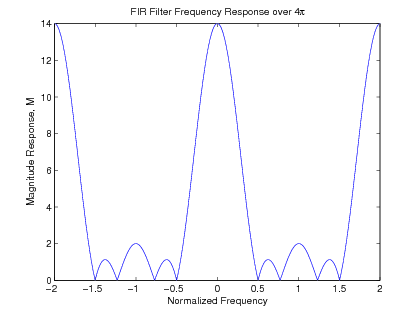 FIR Filter Frequency Response over 4π
Magnitude Response, M
14
12
10
8
6
4
2
0
−2 −1.5 −1 −0.5 0 0.5 1 1.5 2
Normalized Frequency